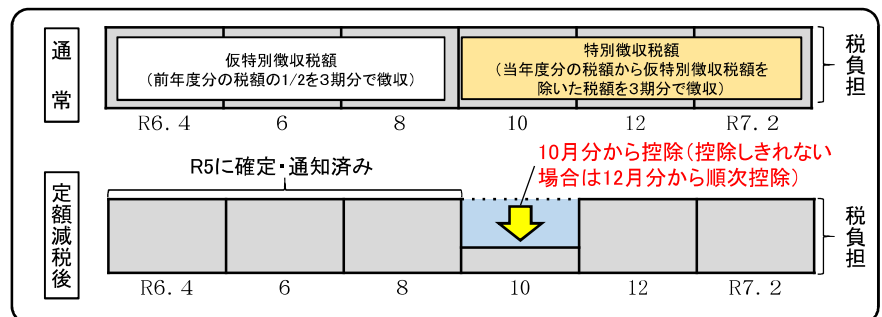 通常
仮特別徴収税額
(前年度分の税額の1/2を3期分で徴収)
特別徴収税額
(当年度分の税額から仮特別徴収税額を
除いた税額を3期分で徴収)
税負担
R6.4 6 8 10 12 R7.2
R5に確定・通知済み
10月分から控除(控除しきれない
場合は12月分から順次控除)
定額減税後
税負担
R6.4 6 8 10 12 R7.2